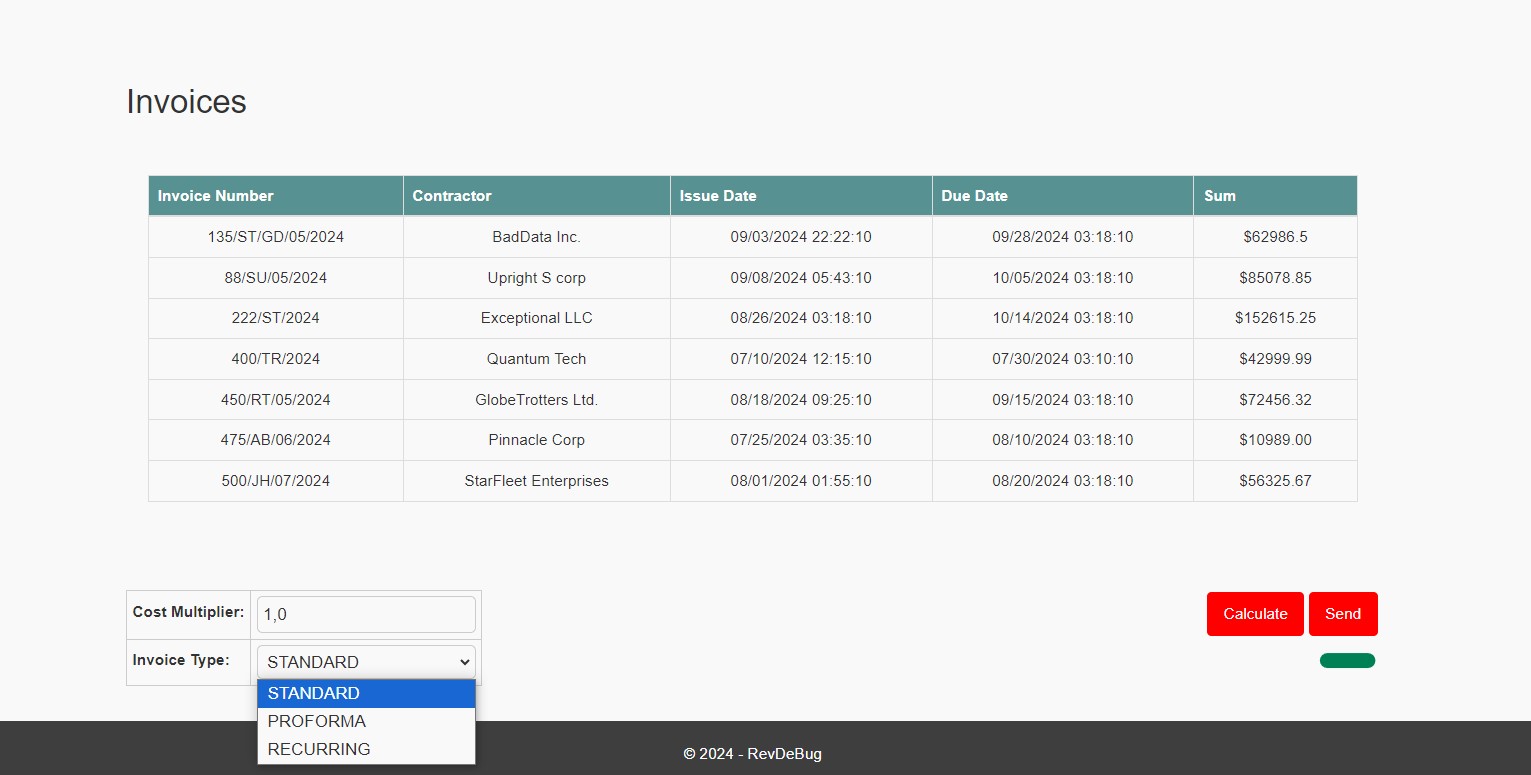 Invoices
Invoice Number Contractor Issue Date Due Date Sum
135/ST/GD/05/2024 BadData Inc. 09/03/2024 22:22:10 09/28/2024 03:18:10 $62986.5
88/SU/05/2024 Upright S corp 09/08/2024 05:43:10 10/05/2024 03:18:10 $85078.85
222/ST/2024 Exceptional LLC 08/26/2024 03:18:10 10/14/2024 03:18:10 $152615.25
400/TR/2024 Quantum Tech 07/10/2024 12:15:10 07/30/2024 03:10:10 $42999.99
450/RT/05/2024 GlobeTrotters Ltd. 08/18/2024 09:25:10 09/15/2024 03:18:10 $72456.32
475/AB/06/2024 Pinnacle Corp 07/25/2024 03:35:10 08/10/2024 03:18:10 $10989.00
500/JH/07/2024 StarFleet Enterprises 08/01/2024 01:55:10 08/20/2024 03:18:10 $56325.67
Cost Multiplier: 1,0 Calculate Send
Invoice Type: STANDARD
STANDARD
PROFORMA
RECURRING
© 2024 - RevDeBug